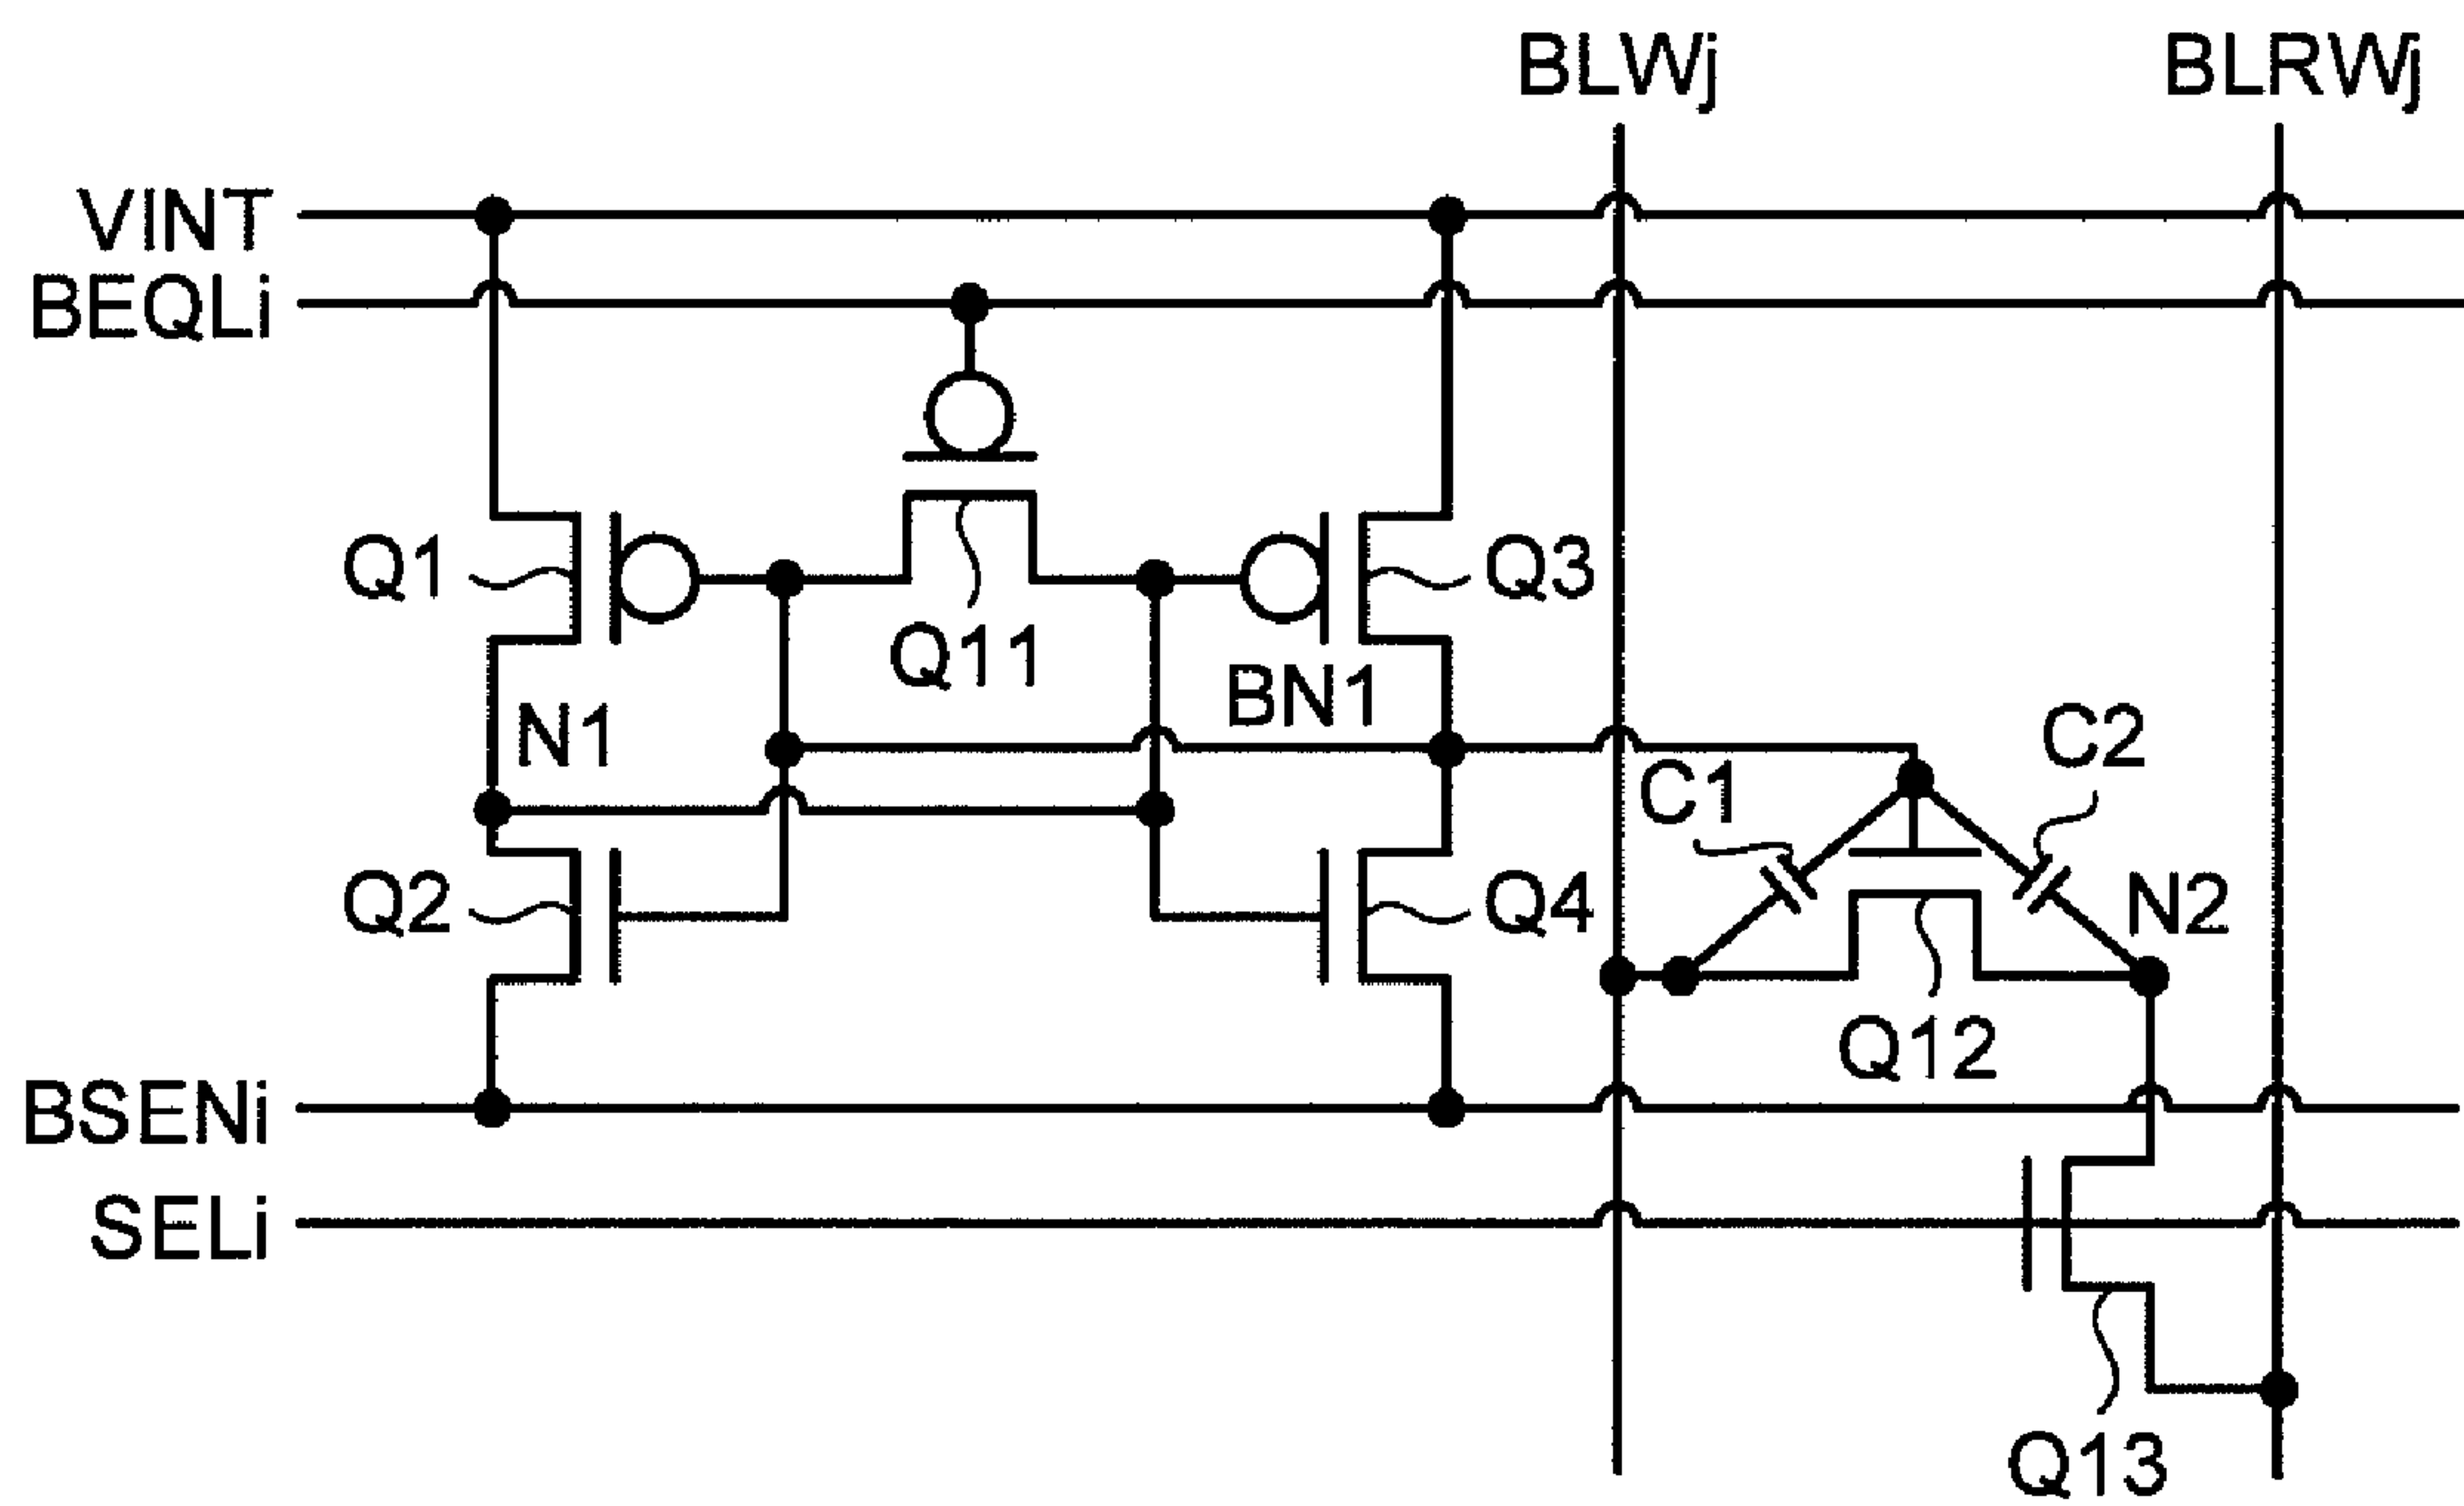 BLWj
BLRWj
VINT
BEQLi
Q1
Q3
Q11
BN1
N1
C2
C1
Q2
Q4
N2
Q12
BSENi
SELi
Q13